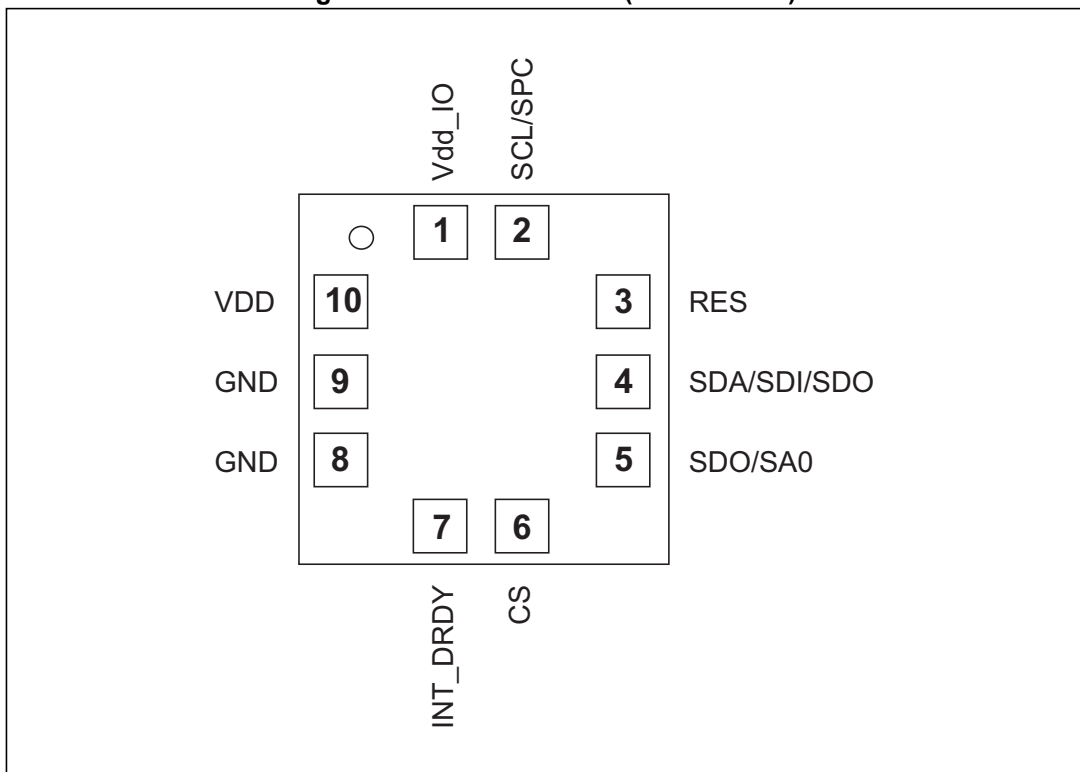 Vdd_IO
SCL/SPC
1
2
VDD
10
3
RES
GND
9
4
SDA/SDI/SDO
GND
8
5
SDO/SA0
7
6
INT_DRDY
CS